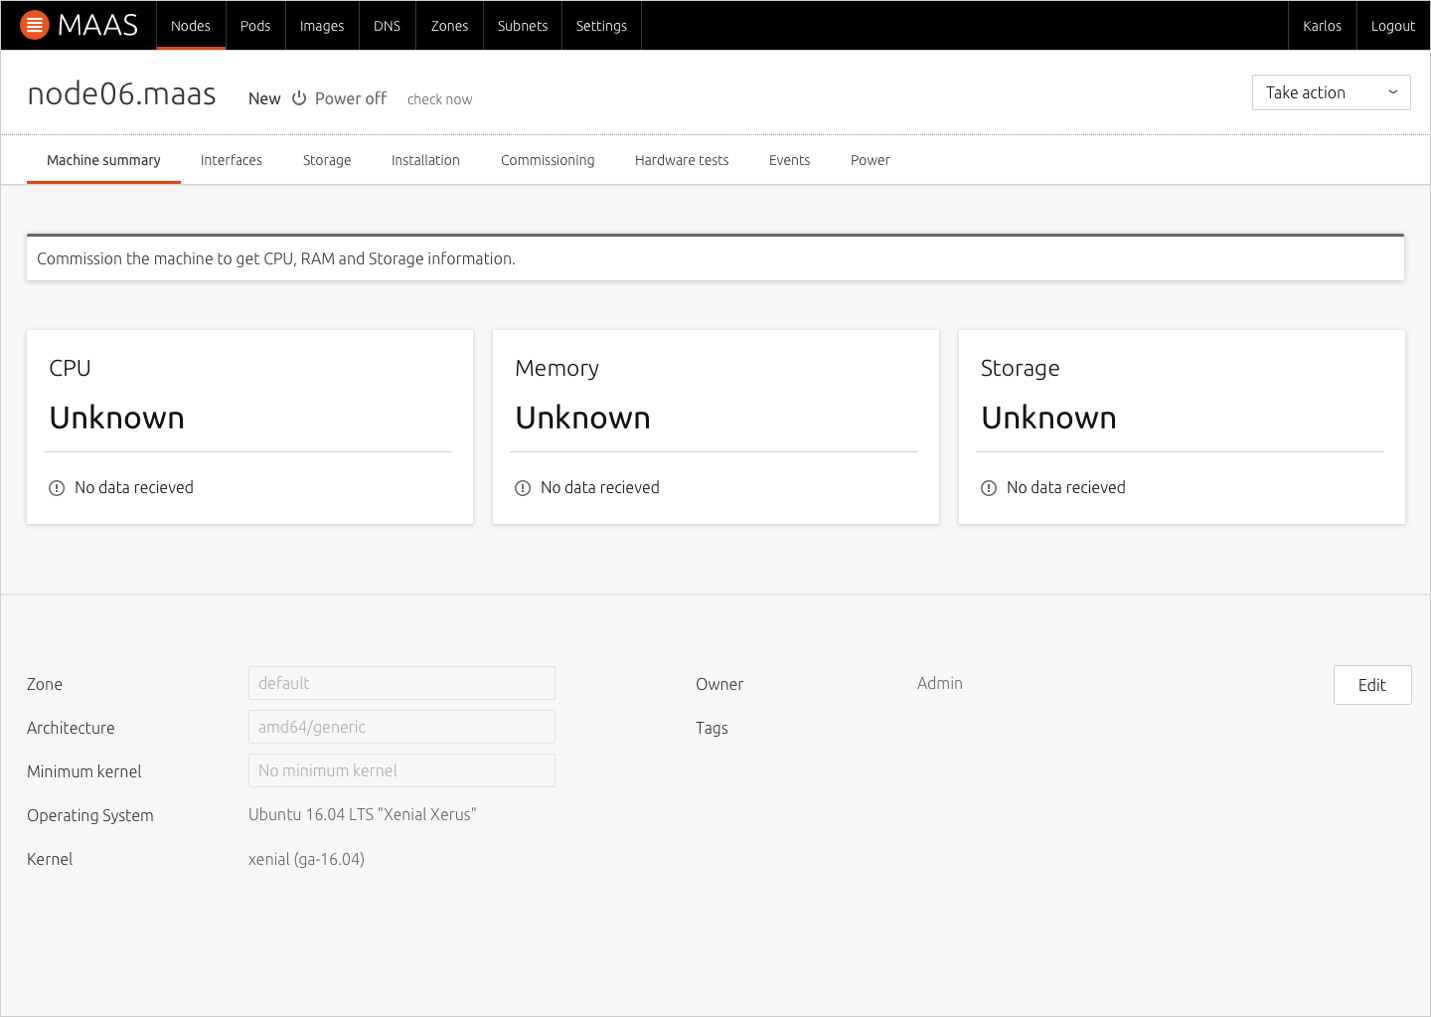 MAAS Nodes Pods Images DNS Zones Subnets Settings Karlos Logout
node06.maas New Power off check now Take action
Machine summary Interfaces Storage Installation Commissioning Hardware tests Events Power
Commission the machine to get CPU, RAM and Storage information.
CPU
Unknown
No data recieved
Memory
Unknown
No data recieved
Storage
Unknown
No data recieved
Zone default
Architecture amd64/generic
Minimum kernel No minimum kernel
Operating System Ubuntu 16.04 LTS "Xenial Xerus"
Kernel xenial (ga-16.04)
Owner Admin
Tags
Edit